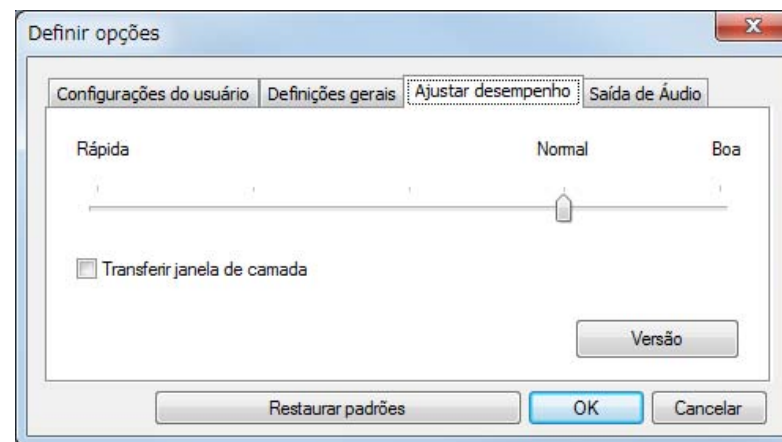 Definir opções
Configurações do usuário Definições gerais Ajustar desempenho Saída de Áudio
Rápida Normal Boa
Transferir janela de camada
Versão
Restaurar padrões OK Cancelar